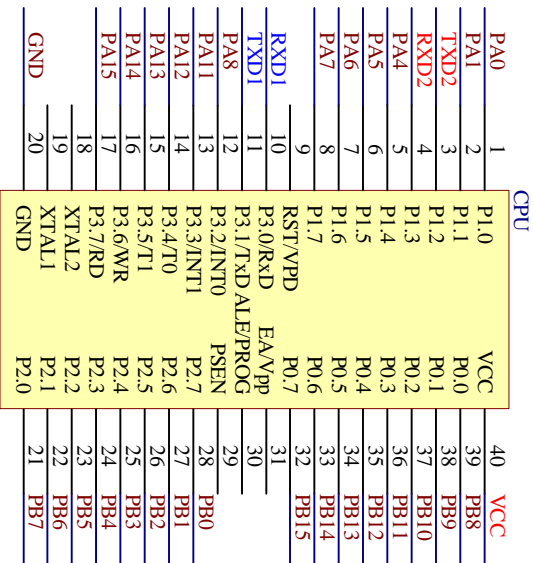 CPU
PA0 1 P1.0 VCC 40 VCC
PA1 2 P1.1 P0.0 39 PB8
TXD2 3 P1.2 P0.1 38 PB9
RXD2 4 P1.3 P0.2 37 PB10
PA4 5 P1.4 P0.3 36 PB11
PA5 6 P1.5 P0.4 35 PB12
PA6 7 P1.6 P0.5 34 PB13
PA7 8 P1.7 P0.6 33 PB14
9 RST/VPD P0.7 32 PB15
RXD1 10 P3.0/RxD EA/Vpp 31
TXD1 11 P3.1/TxD ALE/PROG 30
PA8 12 P3.2/INT0 PSEN 29
PA11 13 P3.3/INT1 P2.7 28 PB0
PA12 14 P3.4/T0 P2.6 27 PB1
PA13 15 P3.5/T1 P2.5 26 PB2
PA14 16 P3.6/WR P2.4 25 PB3
PA15 17 P3.7/RD P2.3 24 PB4
18 XTAL2 P2.2 23 PB5
19 XTAL1 P2.1 22 PB6
GND 20 GND P2.0 21 PB7